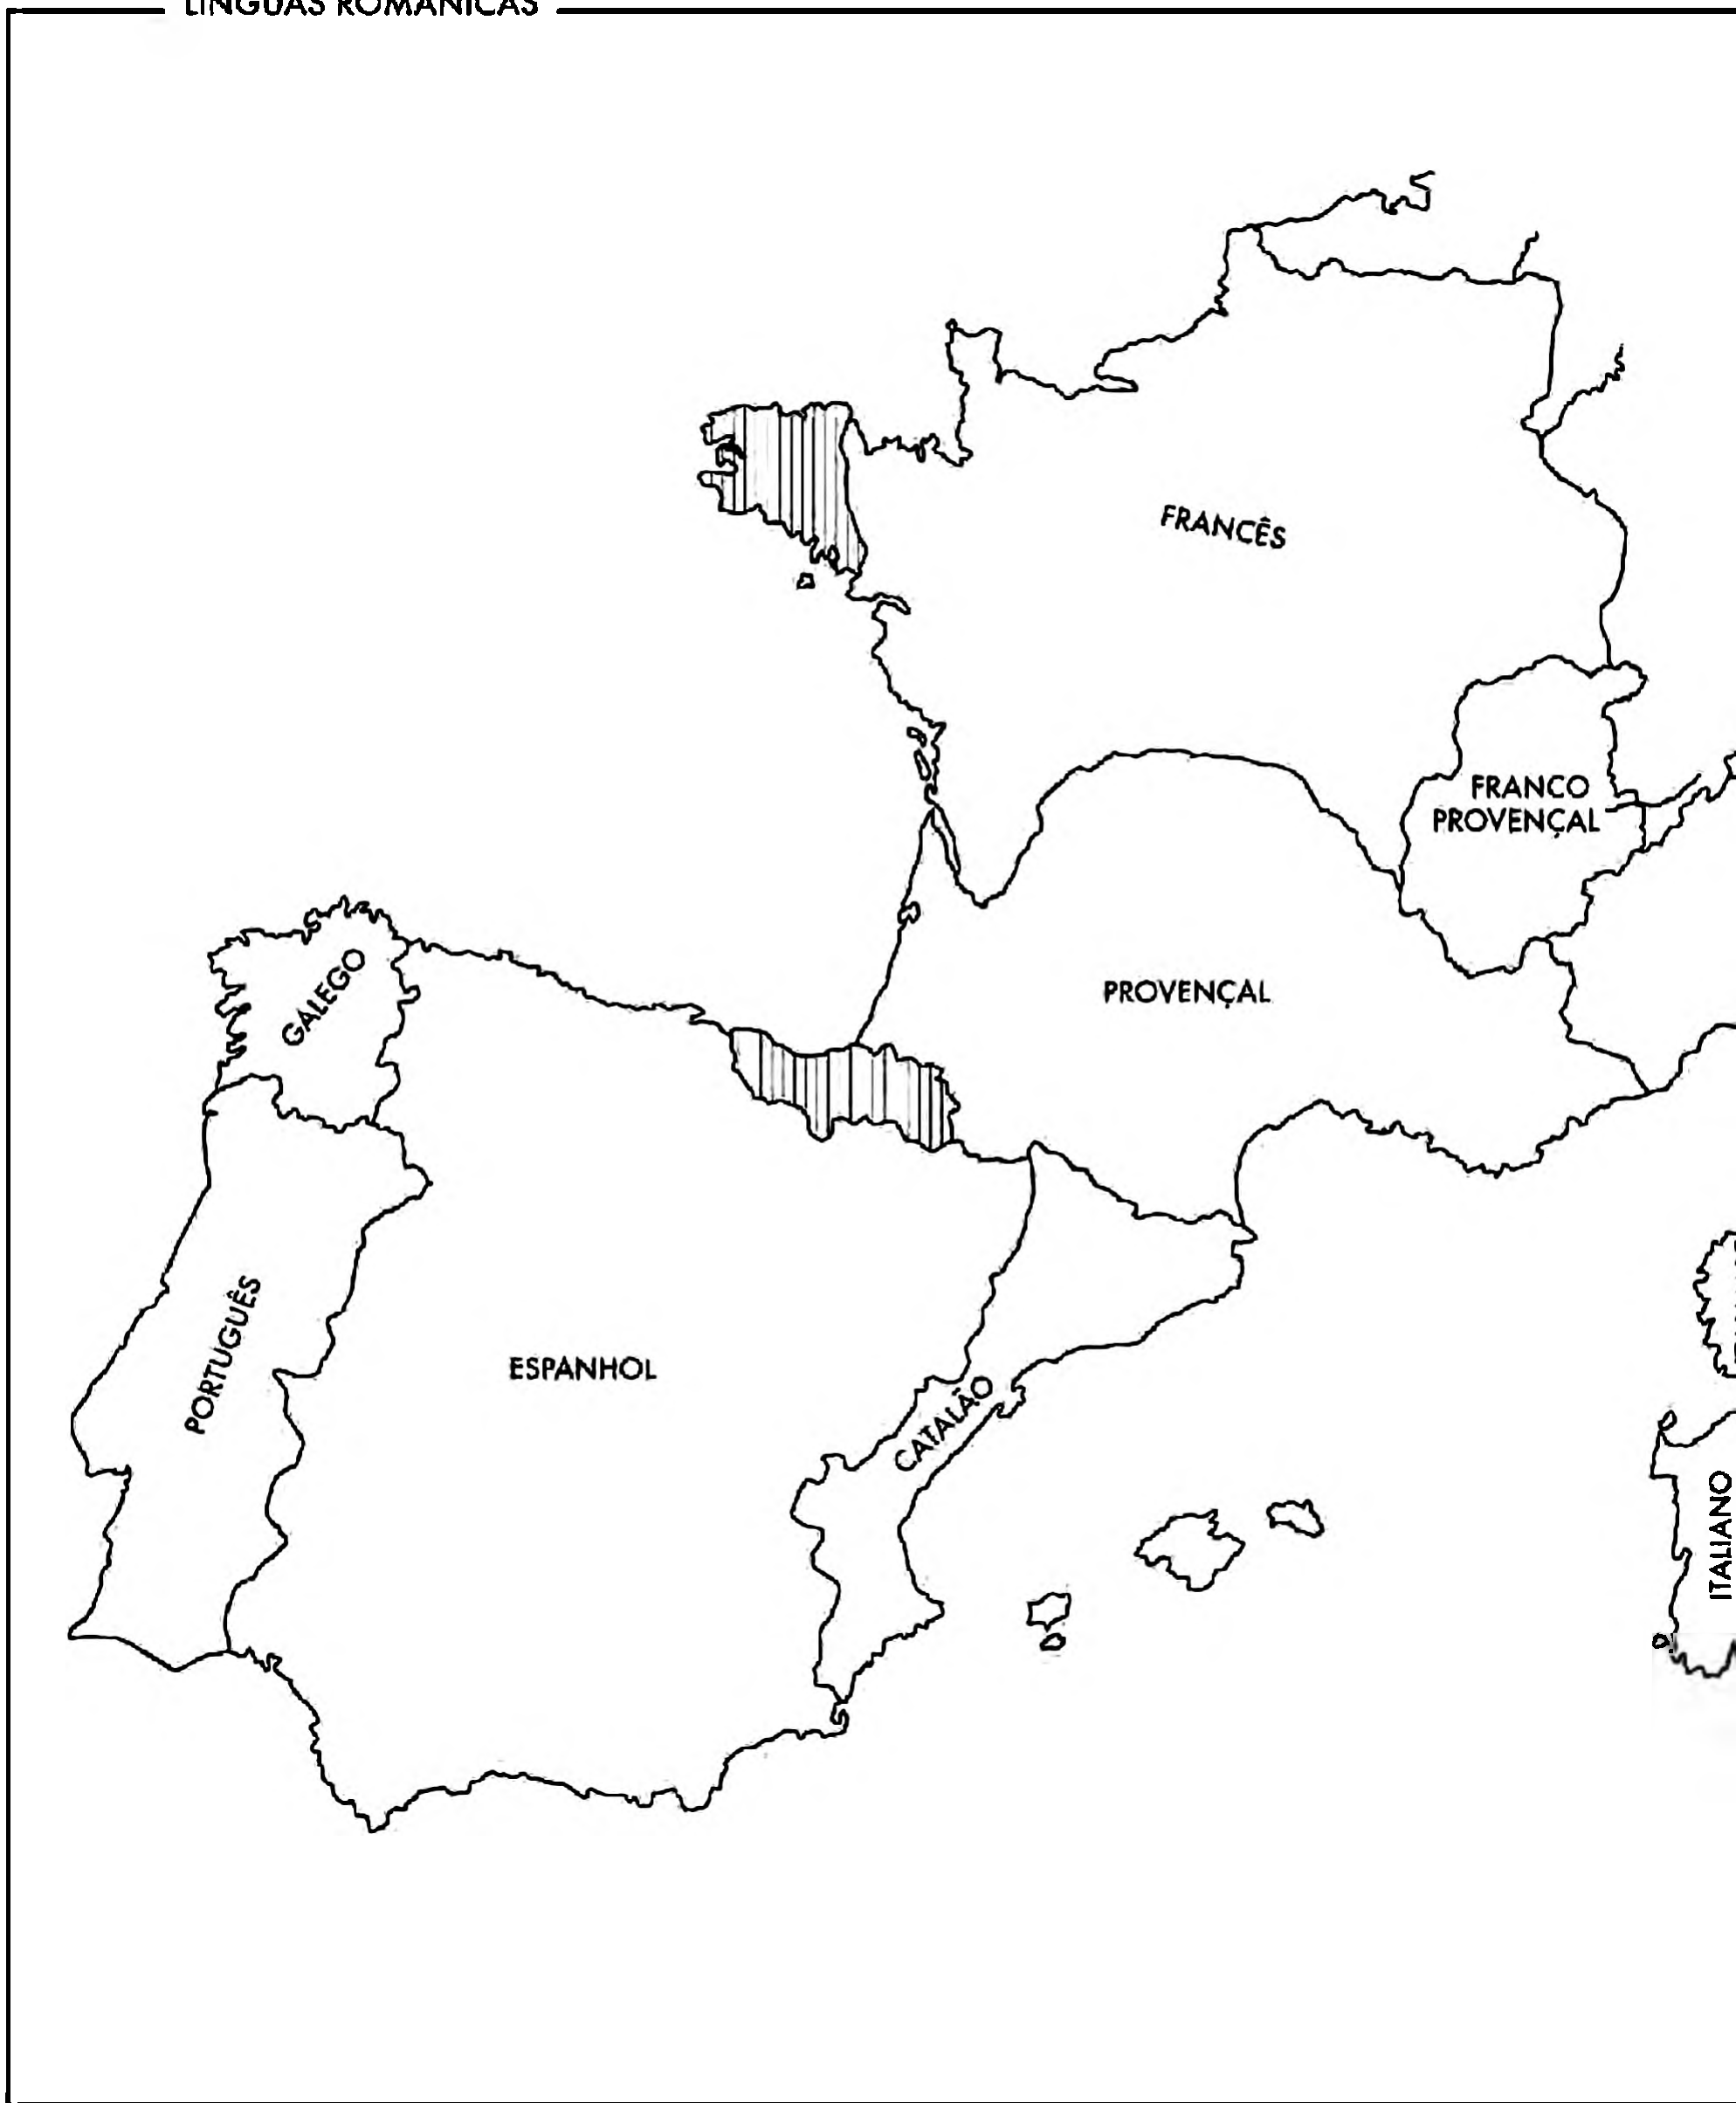 LÍNGUAS ROMÂNICAS
FRANCÊS
FRANCO
PROVENÇAL
GALEGO
PROVENÇAL
PORTUGUÊS
ESPANHOL
CATALÃO
ITALIANO